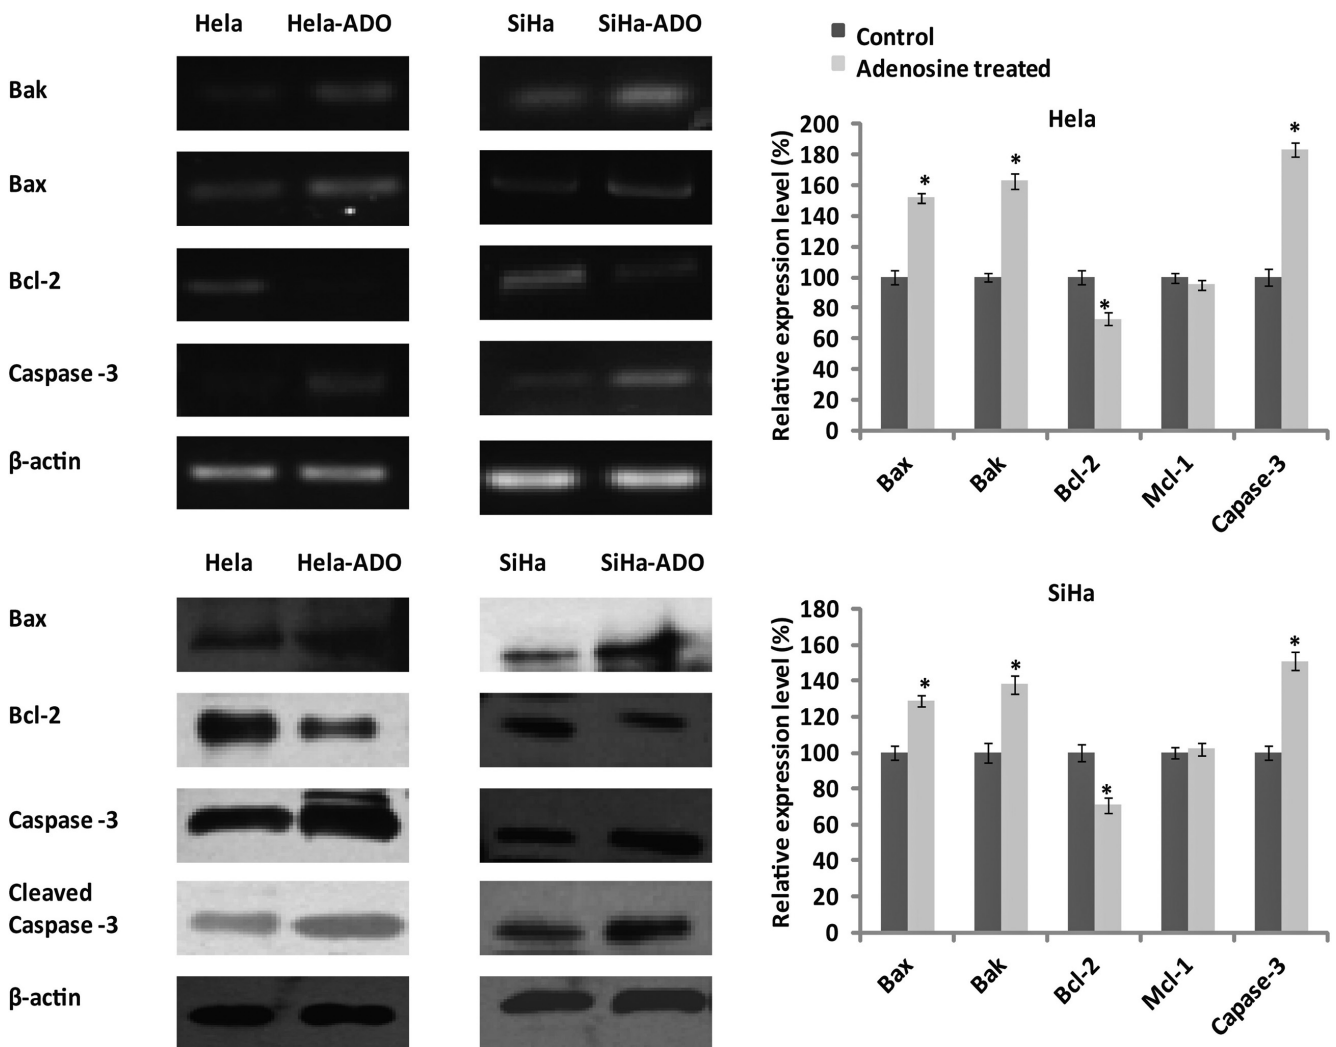 Hela Hela-ADO
SiHa SiHa-ADO
Bak
Bax
Bcl-2
Caspase -3
β-actin
Hela Hela-ADO
SiHa SiHa-ADO
Bax
Bcl-2
Caspase -3
Cleaved
Caspase -3
β-actin
Control
Adenosine treated
Hela
Relative expression level (%)
200
180
160
140
120
100
80
60
40
20
0
*
*
*
*
Bax
Bak
Bcl-2
Mcl-1
Capase-3
SiHa
Relative expression level (%)
180
160
140
120
100
80
60
40
20
0
*
*
*
*
Bax
Bak
Bcl-2
Mcl-1
Capase-3